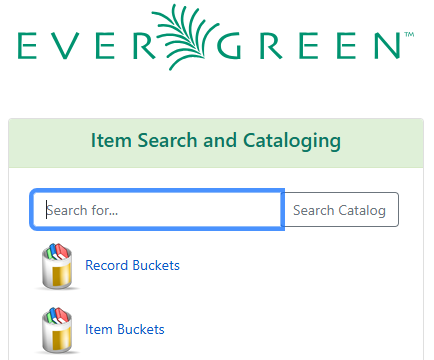 EVERGREEN™
Item Search and Cataloging
Search for... Search Catalog
Record Buckets
Item Buckets